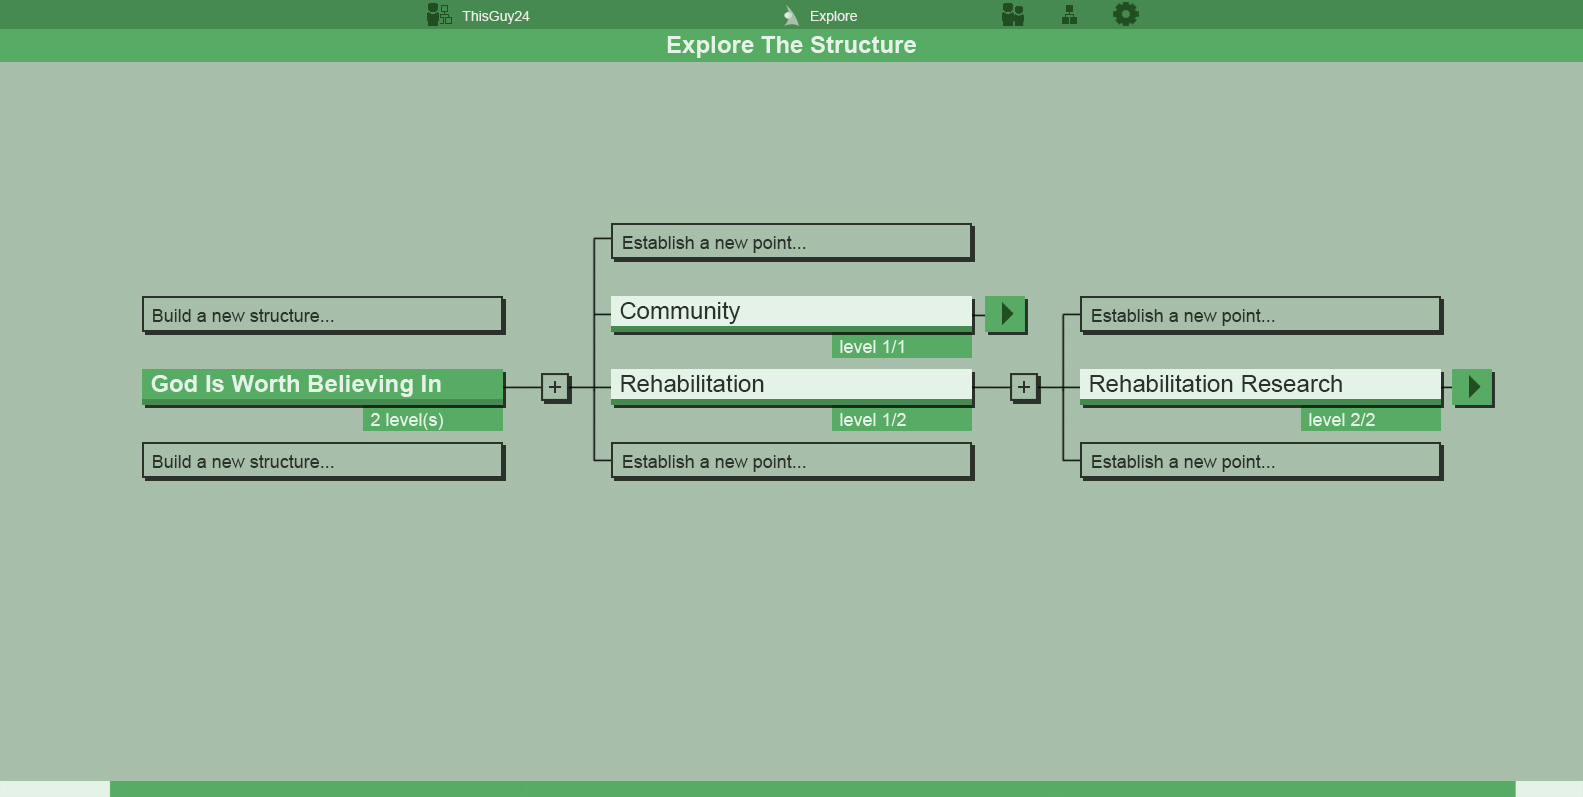 ThisGuy24
Explore
Explore The Structure
Establish a new point...
Build a new structure...
Community
Establish a new point...
level 1/1
God Is Worth Believing In
Rehabilitation
Rehabilitation Research
2 level(s)
level 1/2
level 2/2
Build a new structure...
Establish a new point...
Establish a new point...